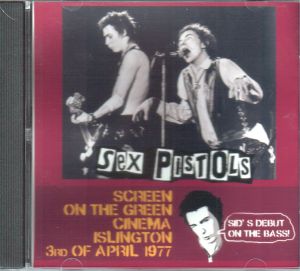 Sex PISTOLS
SCREEN
ON THE GREEN
CINEMA
ISLINGTON
3RD OF APRIL 1977
SID'S DEBUT
ON THE BASS!